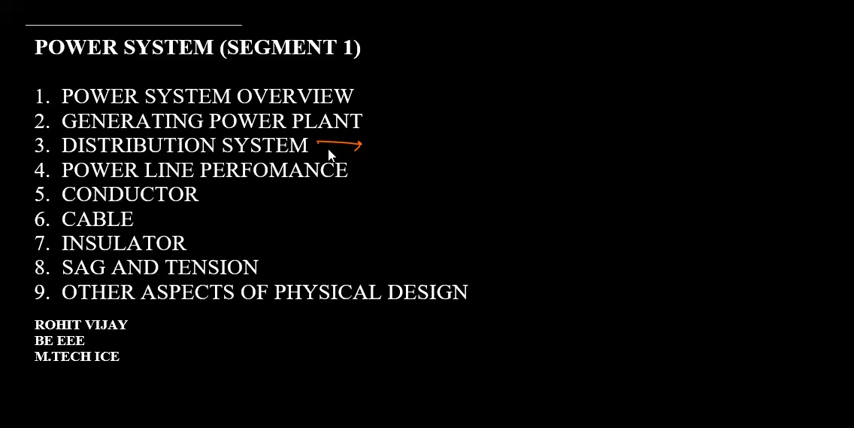 POWER SYSTEM (SEGMENT 1)
1. POWER SYSTEM OVERVIEW
2. GENERATING POWER PLANT
3. DISTRIBUTION SYSTEM
4. POWER LINE PERFOMANCE
5. CONDUCTOR
6. CABLE
7. INSULATOR
8. SAG AND TENSION
9. OTHER ASPECTS OF PHYSICAL DESIGN
ROHIT VIJAY
BE EEE
M.TECH ICE